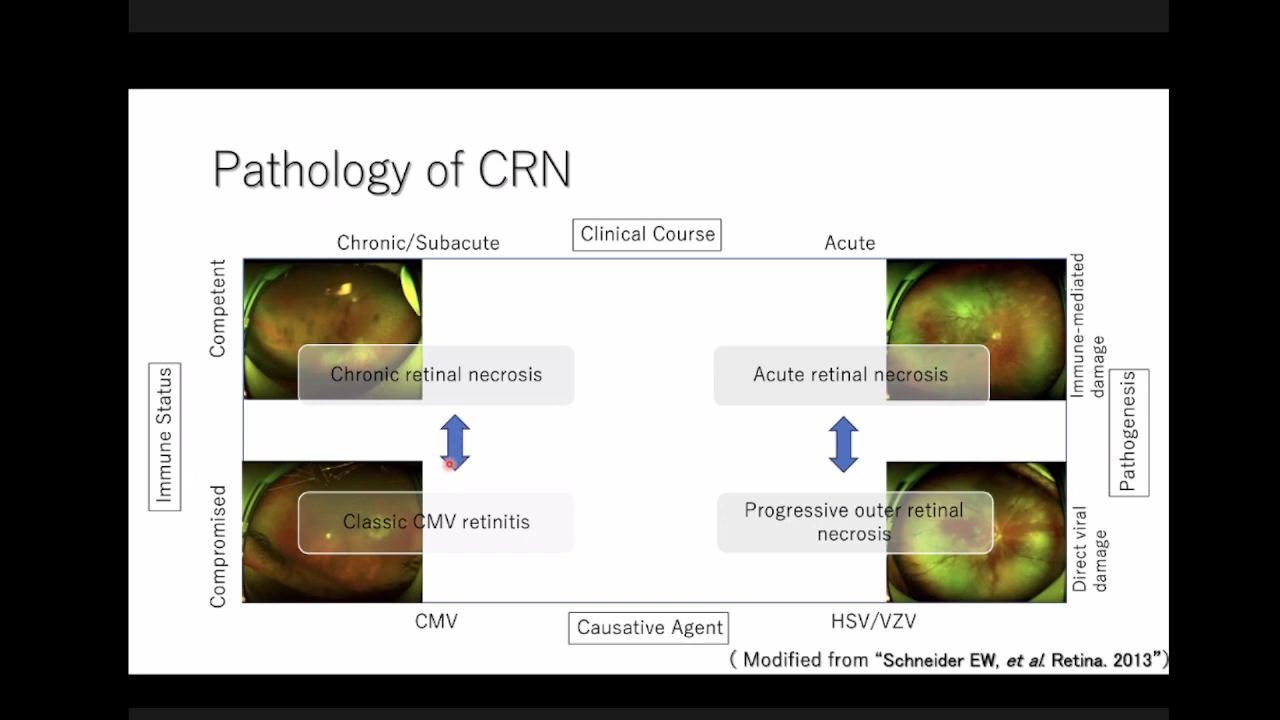 Pathology of CRN
Clinical Course
Chronic/Subacute
Acute
Competent
Immune-mediated
damage
Chronic retinal necrosis
Acute retinal necrosis
Immune Status
Pathogenesis
Compromised
Classic CMV retinitis
Progressive outer retinal
necrosis
Direct viral
damage
CMV
Causative Agent
HSV/VZV
( Modified from “Schneider EW, et al. Retina. 2013”)